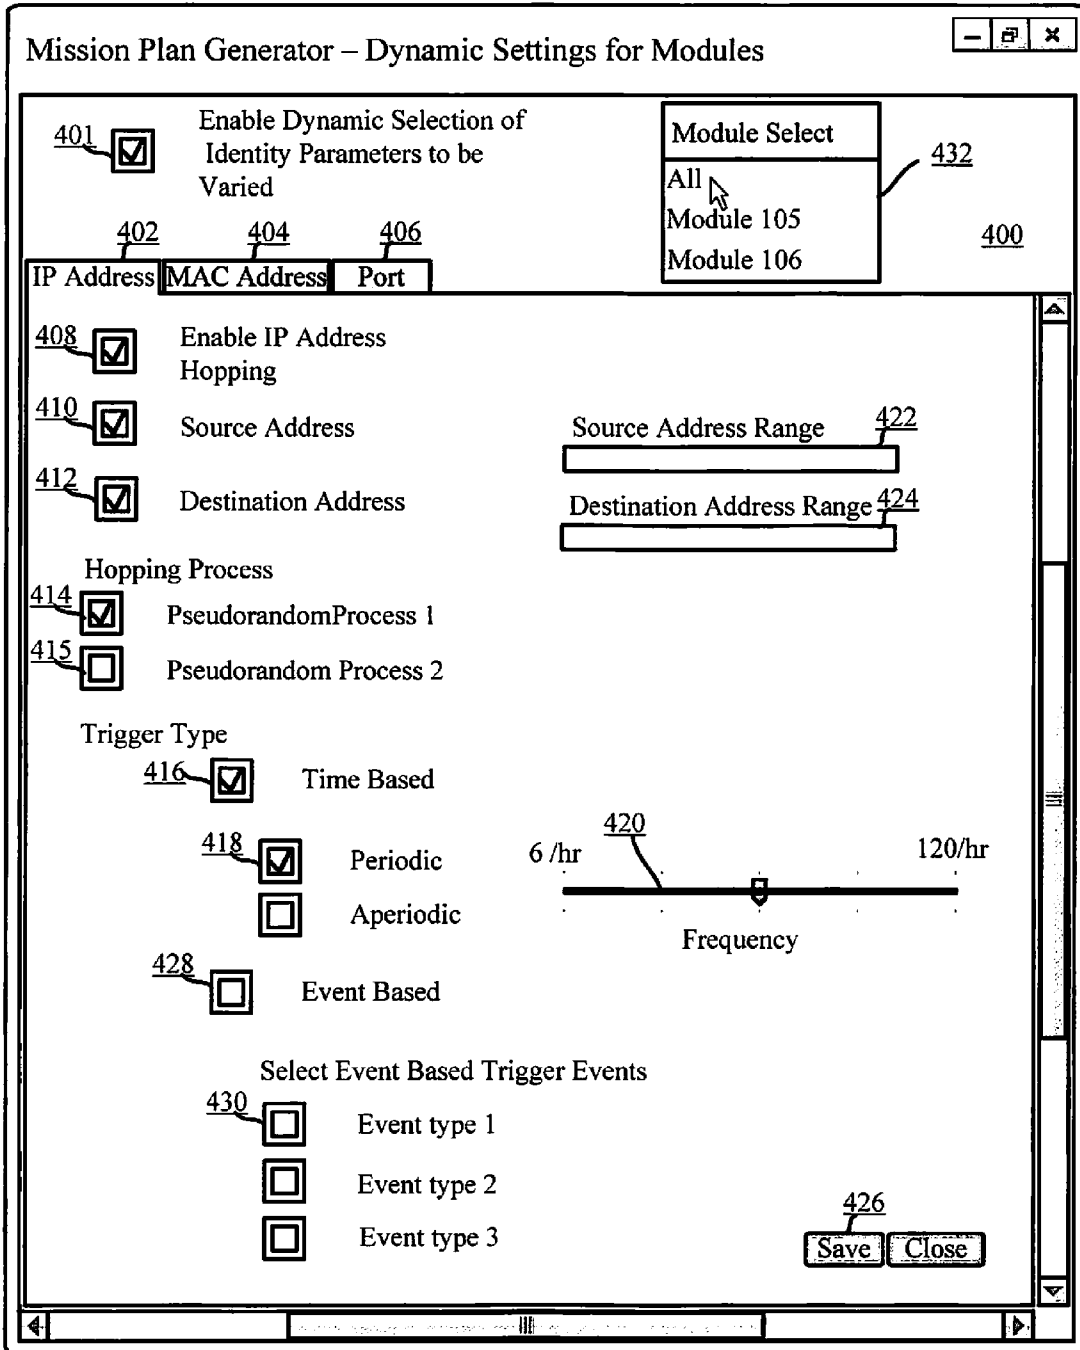 Mission Plan Generator – Dynamic Settings for Modules
401
Enable Dynamic Selection of
Identity Parameters to be
Varied
Module Select
All
Module 105
Module 106
432
400
402
404
406
IP Address
MAC Address
Port
408
Enable IP Address
Hopping
410
Source Address
Source Address Range
422
412
Destination Address
Destination Address Range
424
Hopping Process
414
PseudorandomProcess 1
415
Pseudorandom Process 2
Trigger Type
416
Time Based
418
Periodic
6 /hr
420
120/hr
Aperiodic
Frequency
428
Event Based
Select Event Based Trigger Events
430
Event type 1
Event type 2
Event type 3
426
Save
Close